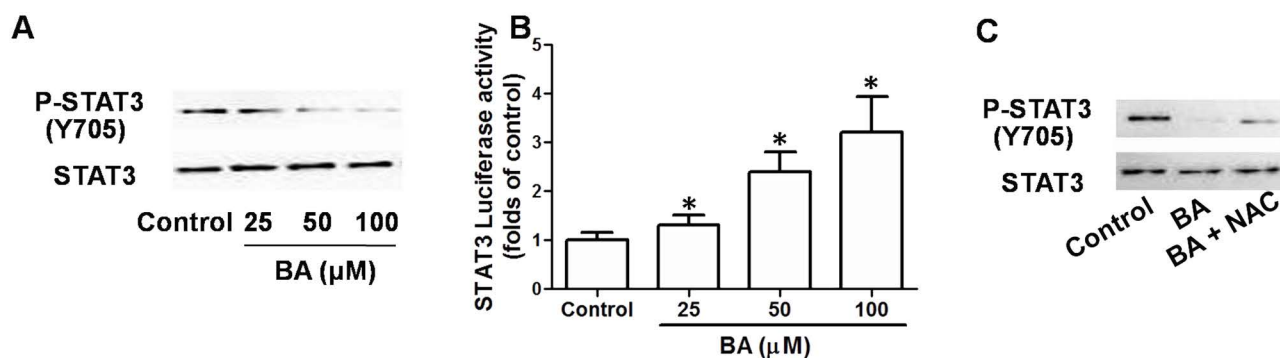 A
P-STAT3
(Y705)
STAT3
Control 25 50 100
BA (µM)
B
STAT3 Luciferase activity
(folds of control)
5
4
3
2
1
0
* * *
Control 25 50 100
BA (µM)
C
P-STAT3
(Y705)
STAT3
Control
BA
BA + NAC